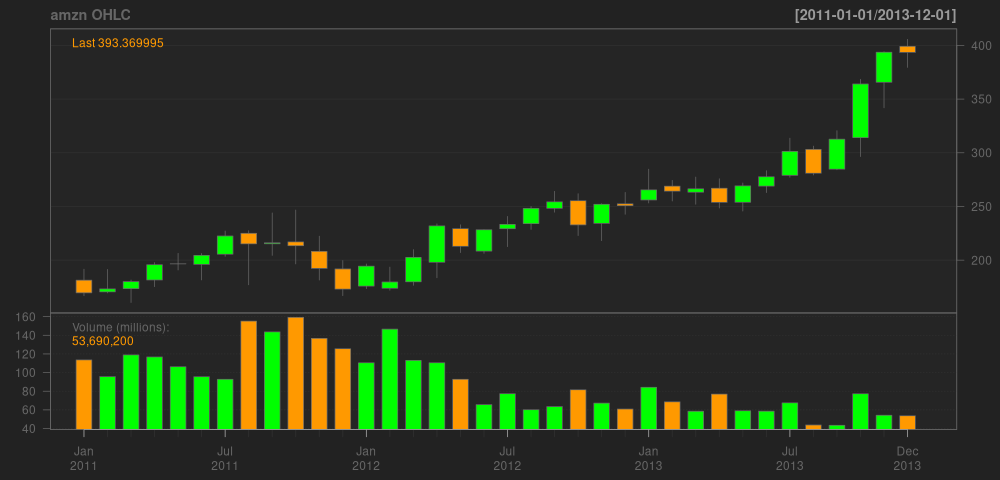 amzn OHLC [2011-01-01/2013-12-01]
Last 393.369995
400
350
300
250
200
160
140
120
100
80
60
40
Volume (millions):
53,690,200
Jan 2011
Jul 2011
Jan 2012
Jul 2012
Jan 2013
Jul 2013
Dec 2013